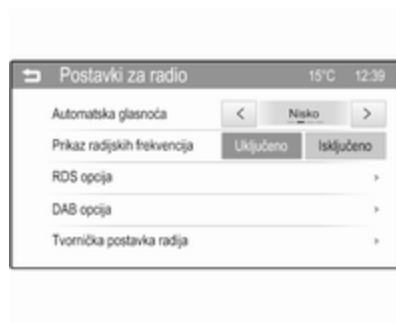 Postavki za radio 15°C 12:39
Automatska glasnoća < Nisko >
Prikaz radijskih frekvencija Uključeno Isključeno
RDS opcija >
DAB opcija >
Tvornička postavka radija >